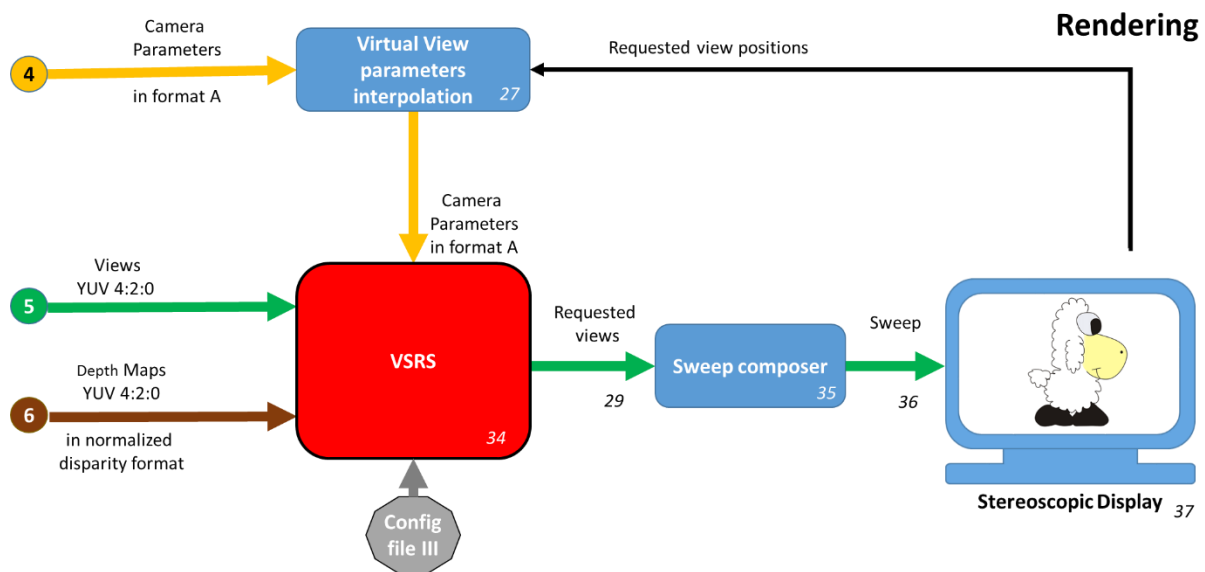 Rendering
Camera
Parameters
4
in format A
Virtual View
parameters
interpolation
27
Requested view positions
Camera
Parameters
in format A
Views
YUV 4:2:0
5
Depth Maps
YUV 4:2:0
6
in normalized
disparity format
VSRS
34
Config
file III
Requested
views
29
Sweep composer
35
Sweep
36
Stereoscopic Display
37